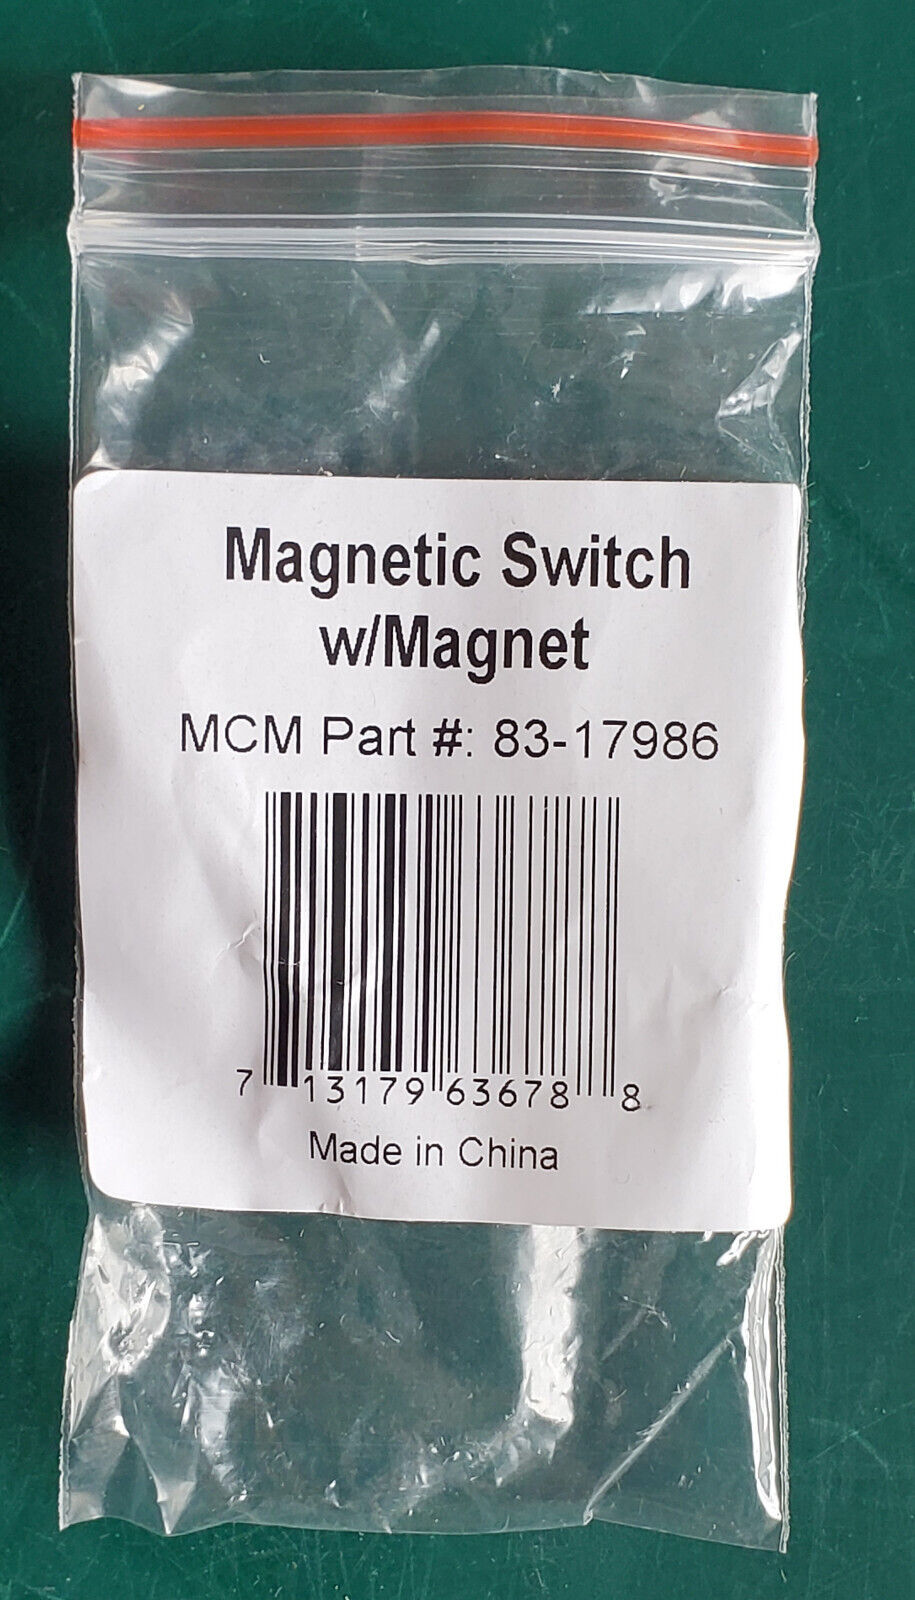 Magnetic Switch
w/Magnet
MCM Part #: 83-17986
7 13179 63678 8
Made in China